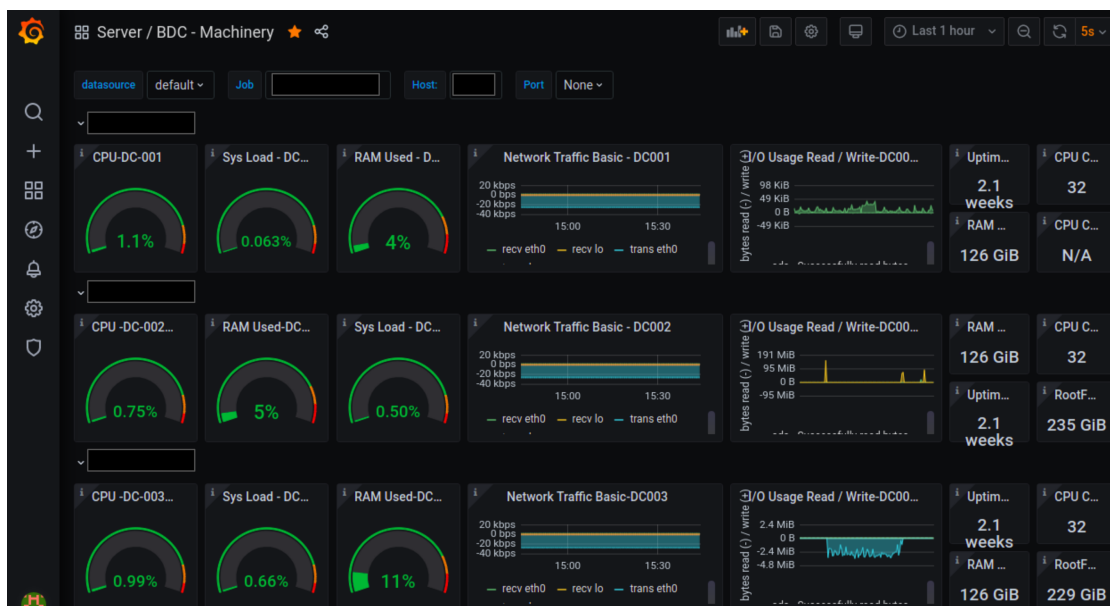 Server / BDC - Machinery
Last 1 hour
5s
datasource default Job Host: Port None
CPU-DC-001
1.1%
Sys Load - DC...
0.063%
RAM Used - D...
4%
Network Traffic Basic - DC001
20 kbps
0 bps
-20 kbps
-40 kbps
15:00 15:30
recv eth0 recv lo trans eth0
I/O Usage Read / Write-DC00...
bytes read (-) / write (+)
98 KiB
49 KiB
0 B
-49 KiB
Uptim...
2.1
weeks
CPU C...
32
RAM ...
126 GiB
CPU C...
N/A
CPU -DC-002...
0.75%
RAM Used-DC...
5%
Sys Load - DC...
0.50%
Network Traffic Basic - DC002
20 kbps
0 bps
-20 kbps
-40 kbps
15:00 15:30
recv eth0 recv lo trans eth0
I/O Usage Read / Write-DC00...
bytes read (-) / write (+)
191 MiB
95 MiB
0 B
-95 MiB
RAM ...
126 GiB
CPU C...
32
Uptim...
2.1
weeks
RootF...
235 GiB
CPU -DC-003...
0.99%
Sys Load - DC...
0.66%
RAM Used-DC...
11%
Network Traffic Basic-DC003
20 kbps
0 bps
-20 kbps
-40 kbps
15:00 15:30
recv eth0 recv lo trans eth0
I/O Usage Read / Write-DC00...
bytes read (-) / write (+)
2.4 MiB
0 B
-2.4 MiB
-4.8 MiB
Uptim...
2.1
weeks
CPU C...
32
RAM ...
126 GiB
RootF...
229 GiB